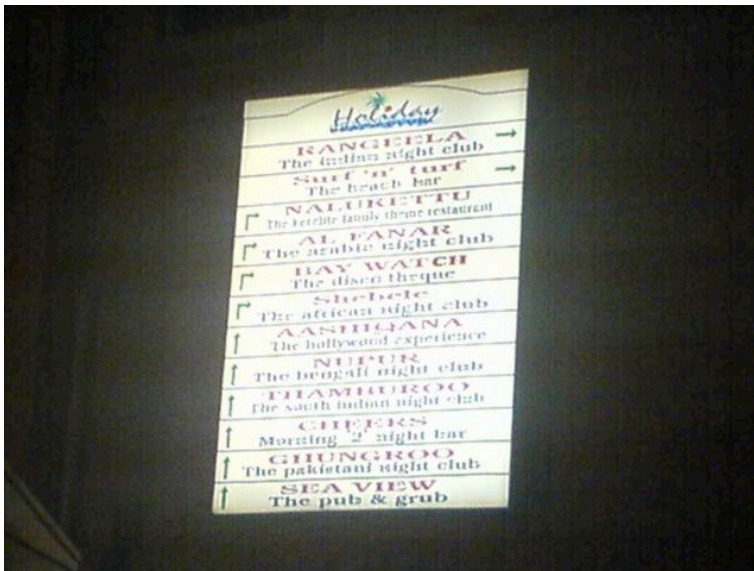 Holiday
RANGEELA
The indian night club
Surf 'n' turf
The beach bar
NALUKETTU
The keralite family theme restaurant
AL FANAR
The arabic night club
BAY WATCH
The disco theque
Shebele
The african night club
AASHIQANA
The bollywood experience
NUPUR
The bengali night club
THAMBUROO
The south indian night club
CHEERS
Morning '2' night bar
GHUNGROO
The pakistani night club
SEA VIEW
The pub & grub